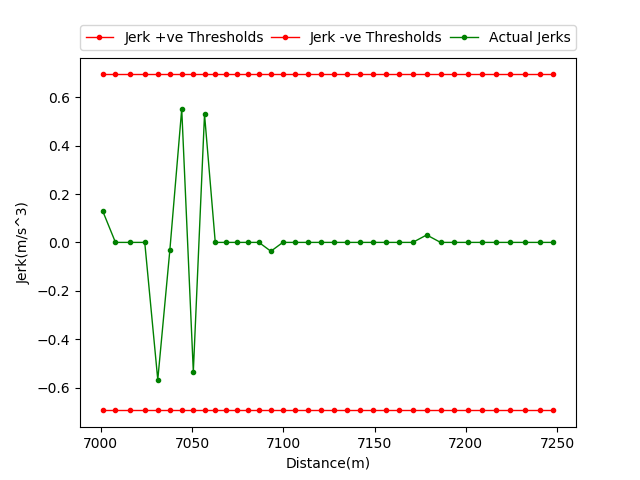 Jerk +ve Thresholds Jerk -ve Thresholds Actual Jerks
0.6
0.4
0.2
0.0
−0.2
−0.4
−0.6
Jerk(m/s^3)
7000 7050 7100 7150 7200 7250
Distance(m)